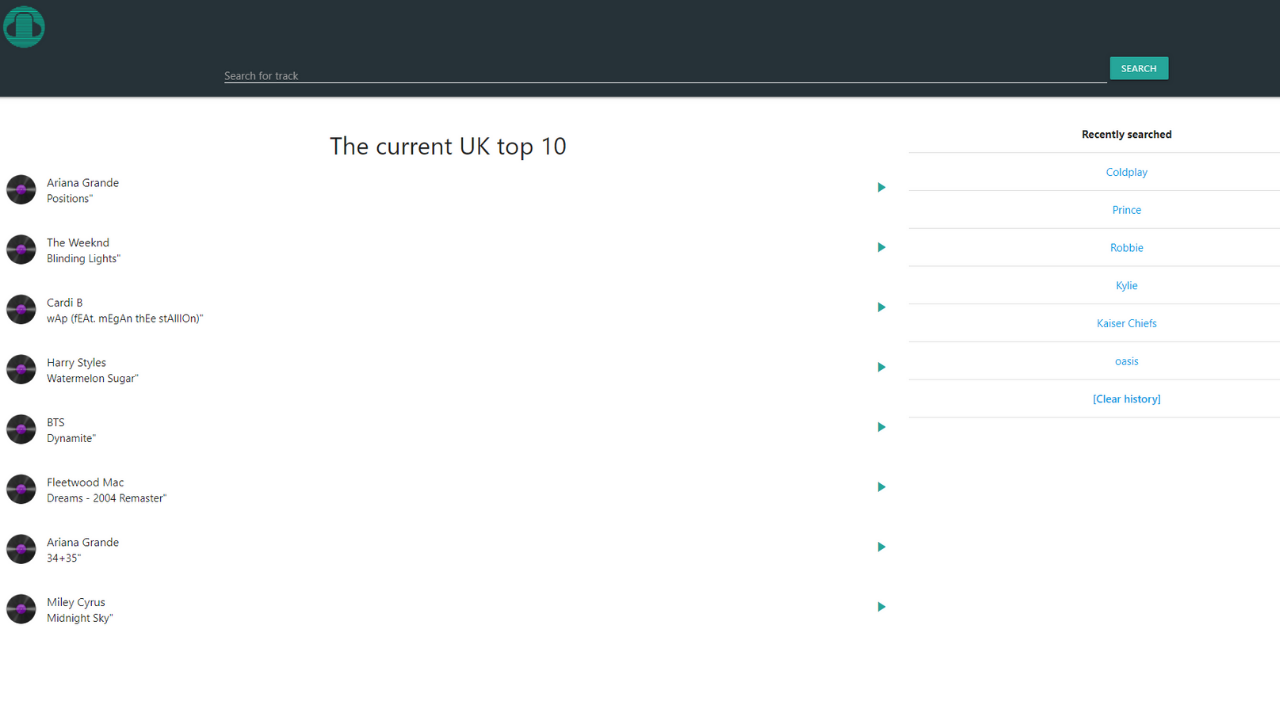 Search for track
SEARCH
The current UK top 10
Ariana Grande
Positions"
The Weeknd
Blinding Lights"
Cardi B
wAp (fEAt. mEgAn thEe stAllIOn)"
Harry Styles
Watermelon Sugar"
BTS
Dynamite"
Fleetwood Mac
Dreams - 2004 Remaster"
Ariana Grande
34+35"
Miley Cyrus
Midnight Sky"
Recently searched
Coldplay
Prince
Robbie
Kylie
Kaiser Chiefs
oasis
[Clear history]